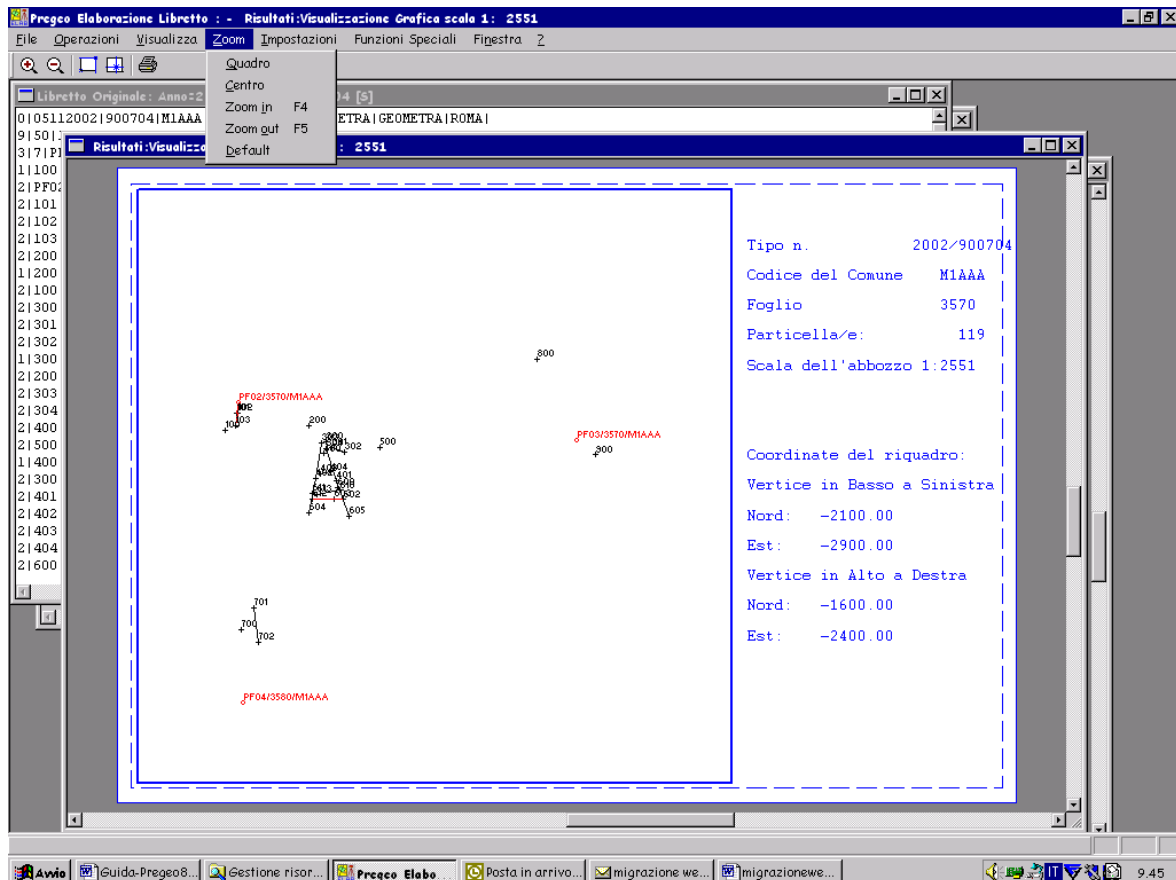 Pregeo Elaborazione Libretto : - Risultati:Visualizzazione Grafica scala 1: 2551
File Operazioni Visualizza Zoom Impostazioni Funzioni Speciali Finestra ?
Quadro
Centro
Zoom in F4
Zoom out F5
Default
Libretto Originale: Anno=2 04 [S]
0|05112002|900704|M1AAA ETRA|GEOMETRA|ROMA|
9|50|
3|7|P
1|100
2|PF02
2|101
2|102
2|103
2|200
1|200
2|100
2|300
2|301
2|302
1|300
2|200
2|303
2|304
2|400
2|500
1|400
2|300
2|401
2|402
2|403
2|404
2|600
Risultati:Visualizza : 2551
Tipo n. 2002/900704
Codice del Comune M1AAA
Foglio 3570
Particella/e: 119
Scala dell'abbozzo 1:2551
Coordinate del riquadro:
Vertice in Basso a Sinistra
Nord: -2100.00
Est: -2900.00
Vertice in Alto a Destra
Nord: -1600.00
Est: -2400.00
800
PF02/3570/M1AAA
200
500
302
PF03/3570/M1AAA
900
401
602
604
605
701
700
702
PF04/3580/M1AAA
Avvio Guida-Pregeo8... Gestione risor... Pregeo Elabo Posta in arrivo... migrazione we... migrazionewe... IT 9.45